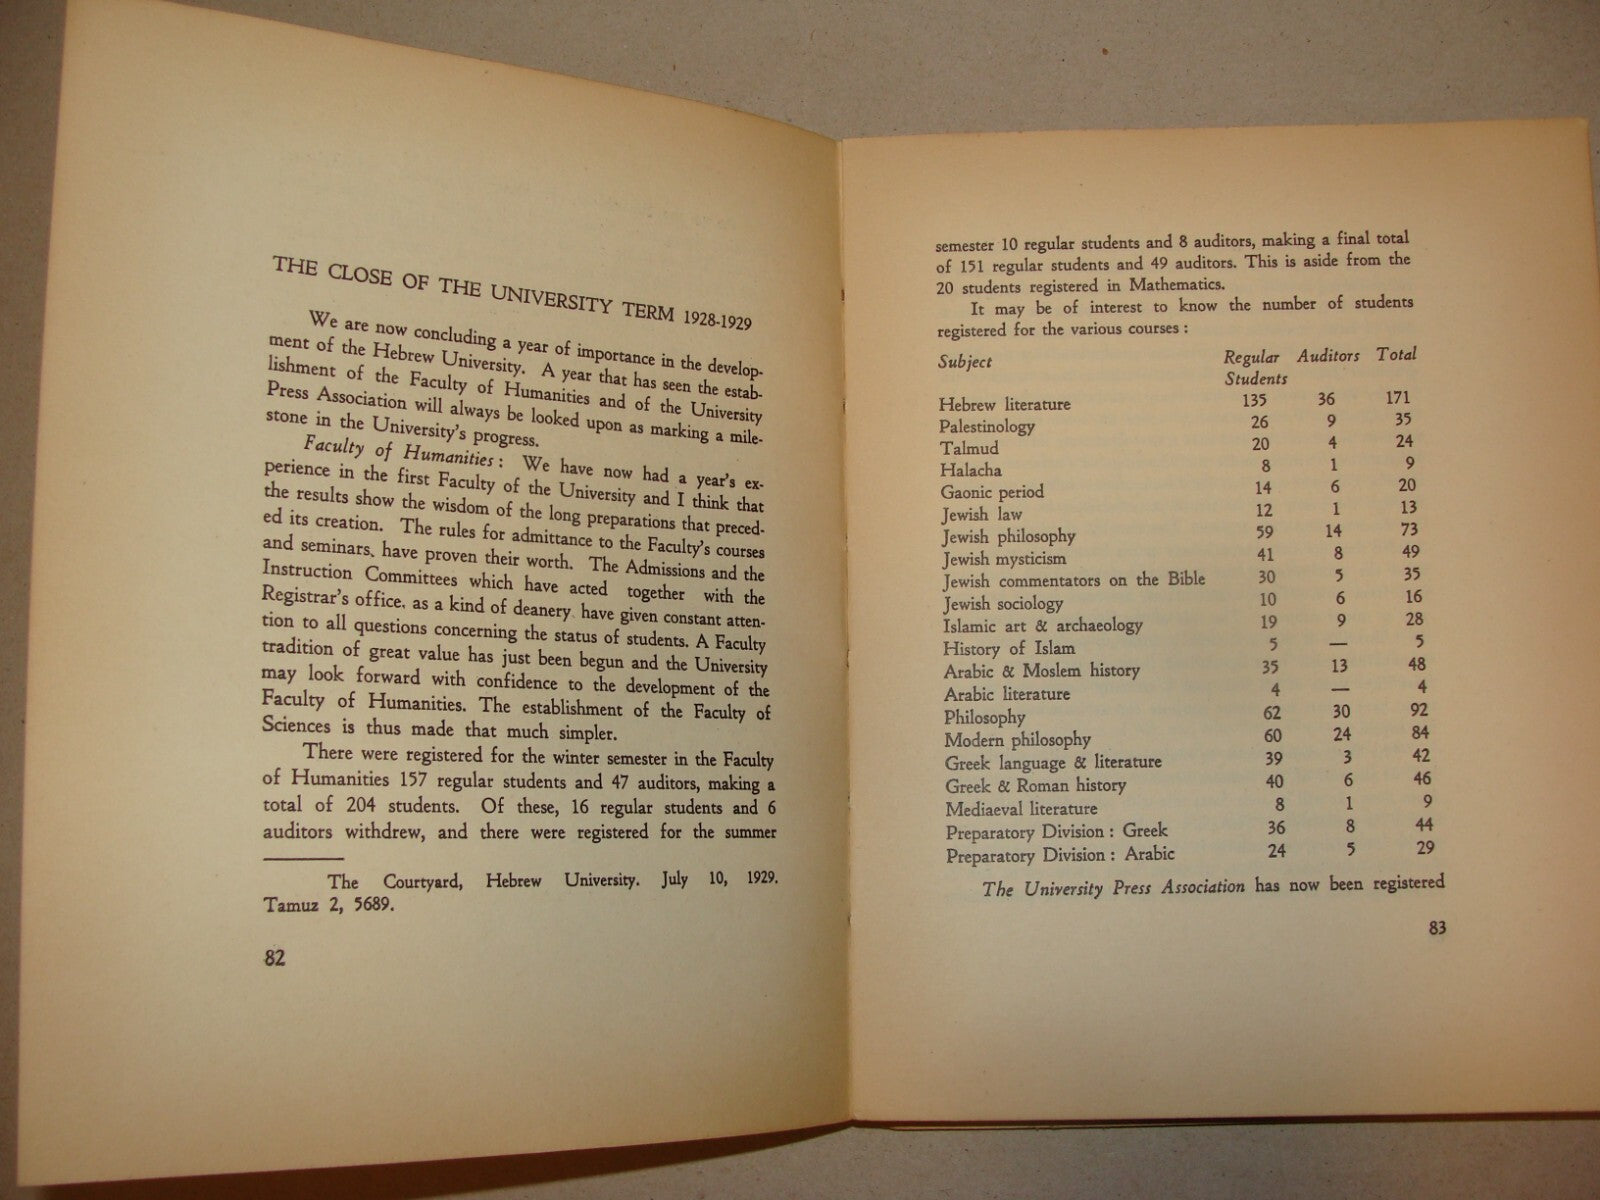 THE CLOSE OF THE UNIVERSITY TERM 1928-1929
We are now concluding a year of importance in the develop-
ment of the Hebrew University. A year that has seen the estab-
lishment of the Faculty of Humanities and of the University
Press Association will always be looked upon as marking a mile-
stone in the University's progress.
Faculty of Humanities : We have now had a year's ex-
perience in the first Faculty of the University and I think that
the results show the wisdom of the long preparations that preced-
ed its creation. The rules for admittance to the Faculty's courses
and seminars, have proven their worth. The Admissions and the
Instruction Committees which have acted together with the
Registrar's office, as a kind of deanery have given constant atten-
tion to all questions concerning the status of students. A Faculty
tradition of great value has just been begun and the University
may look forward with confidence to the development of the
Faculty of Humanities. The establishment of the Faculty of
Sciences is thus made that much simpler.
There were registered for the winter semester in the Faculty
of Humanities 157 regular students and 47 auditors, making a
total of 204 students. Of these, 16 regular students and 6
auditors withdrew, and there were registered for the summer
The Courtyard, Hebrew University. July 10, 1929.
Tamuz 2, 5689.
82
semester 10 regular students and 8 auditors, making a final total
of 151 regular students and 49 auditors. This is aside from the
20 students registered in Mathematics.
It may be of interest to know the number of students
registered for the various courses :
Subject Regular Auditors Total
Students
Hebrew literature 135 36 171
Palestinology 26 9 35
Talmud 20 4 24
Halacha 8 1 9
Gaonic period 14 6 20
Jewish law 12 1 13
Jewish philosophy 59 14 73
Jewish mysticism 41 8 49
Jewish commentators on the Bible 30 5 35
Jewish sociology 10 6 16
Islamic art & archaeology 19 9 28
History of Islam 5 — 5
Arabic & Moslem history 35 13 48
Arabic literature 4 — 4
Philosophy 62 30 92
Modern philosophy 60 24 84
Greek language & literature 39 3 42
Greek & Roman history 40 6 46
Mediaeval literature 8 1 9
Preparatory Division : Greek 36 8 44
Preparatory Division : Arabic 24 5 29
The University Press Association has now been registered
83